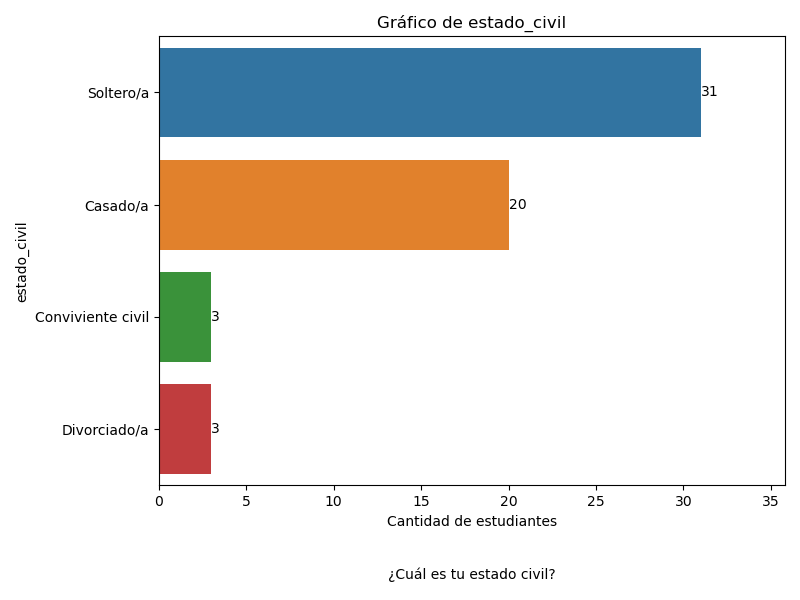 Gráfico de estado_civil
estado_civil
Soltero/a
31
Casado/a
20
Conviviente civil
3
Divorciado/a
3
0 5 10 15 20 25 30 35
Cantidad de estudiantes
¿Cuál es tu estado civil?